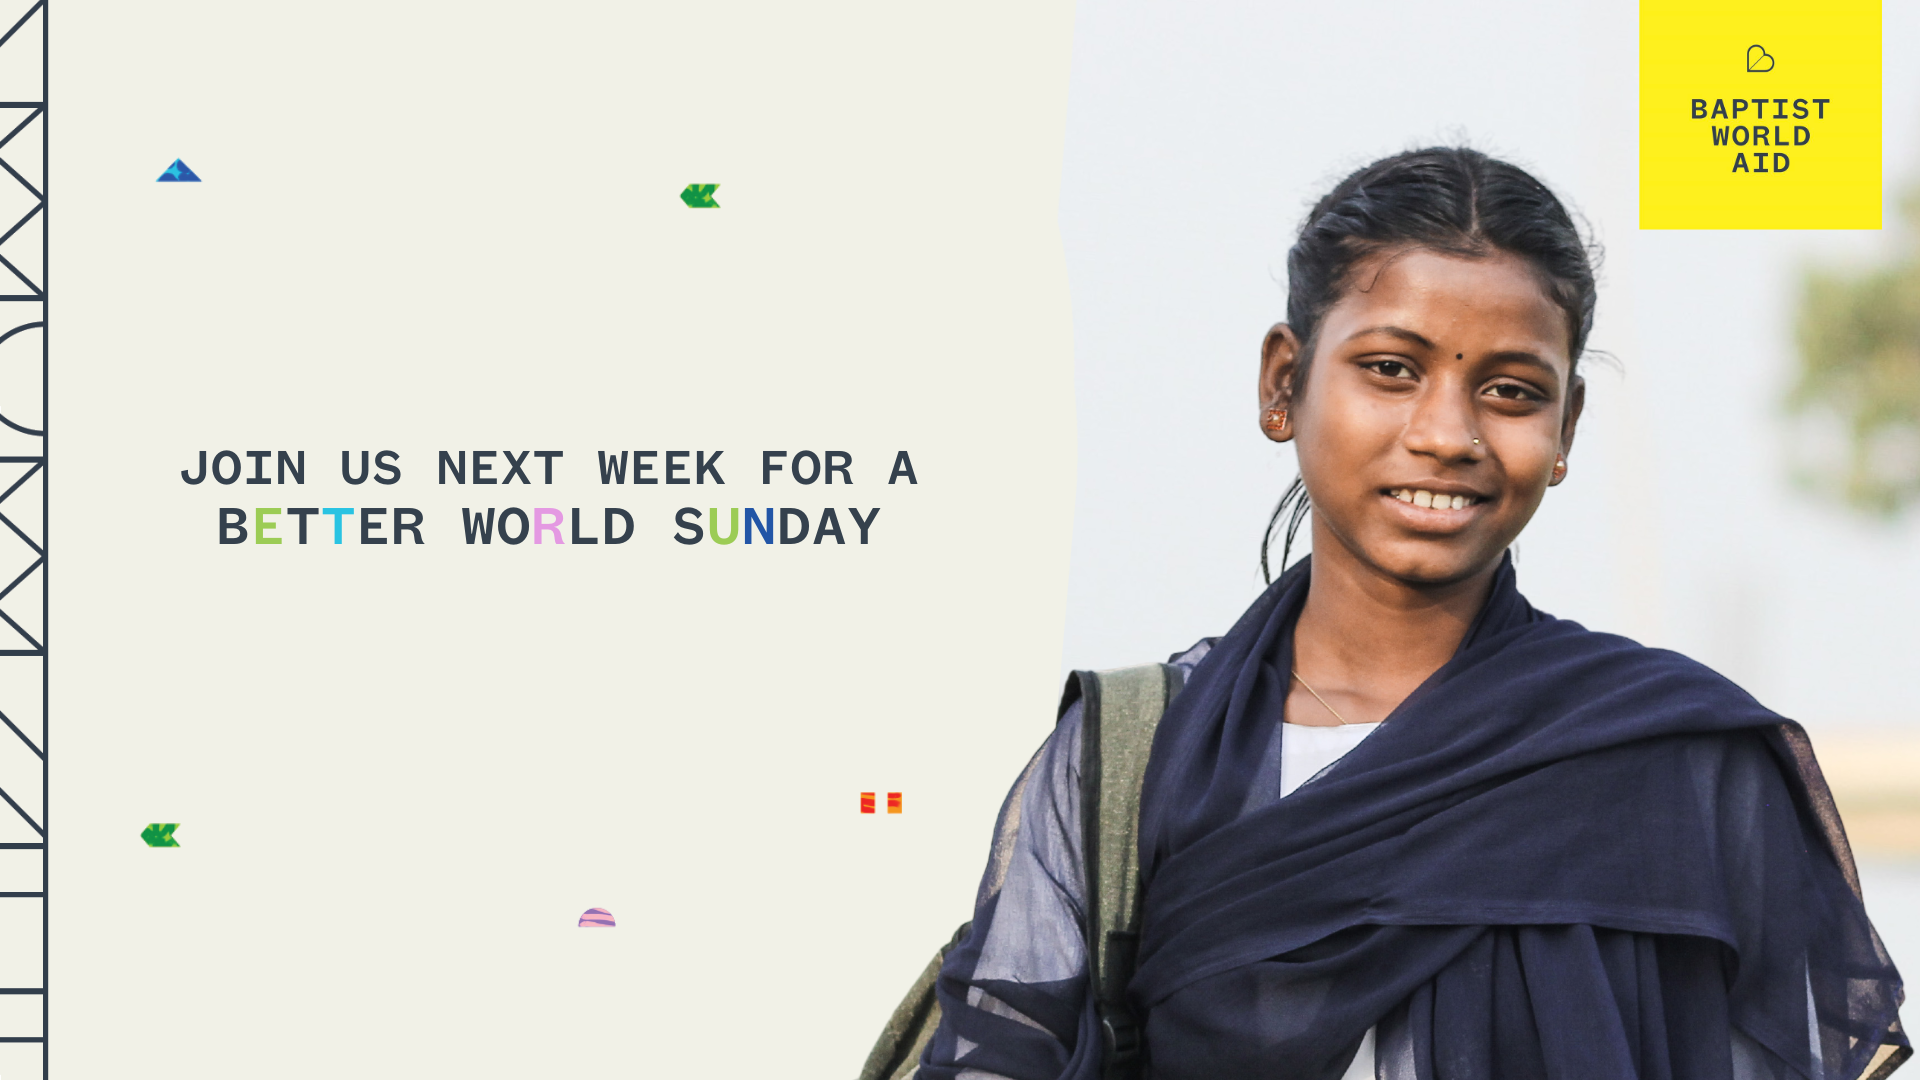 JOIN US NEXT WEEK FOR A
BETTER WORLD SUNDAY
BAPTIST
WORLD
AID